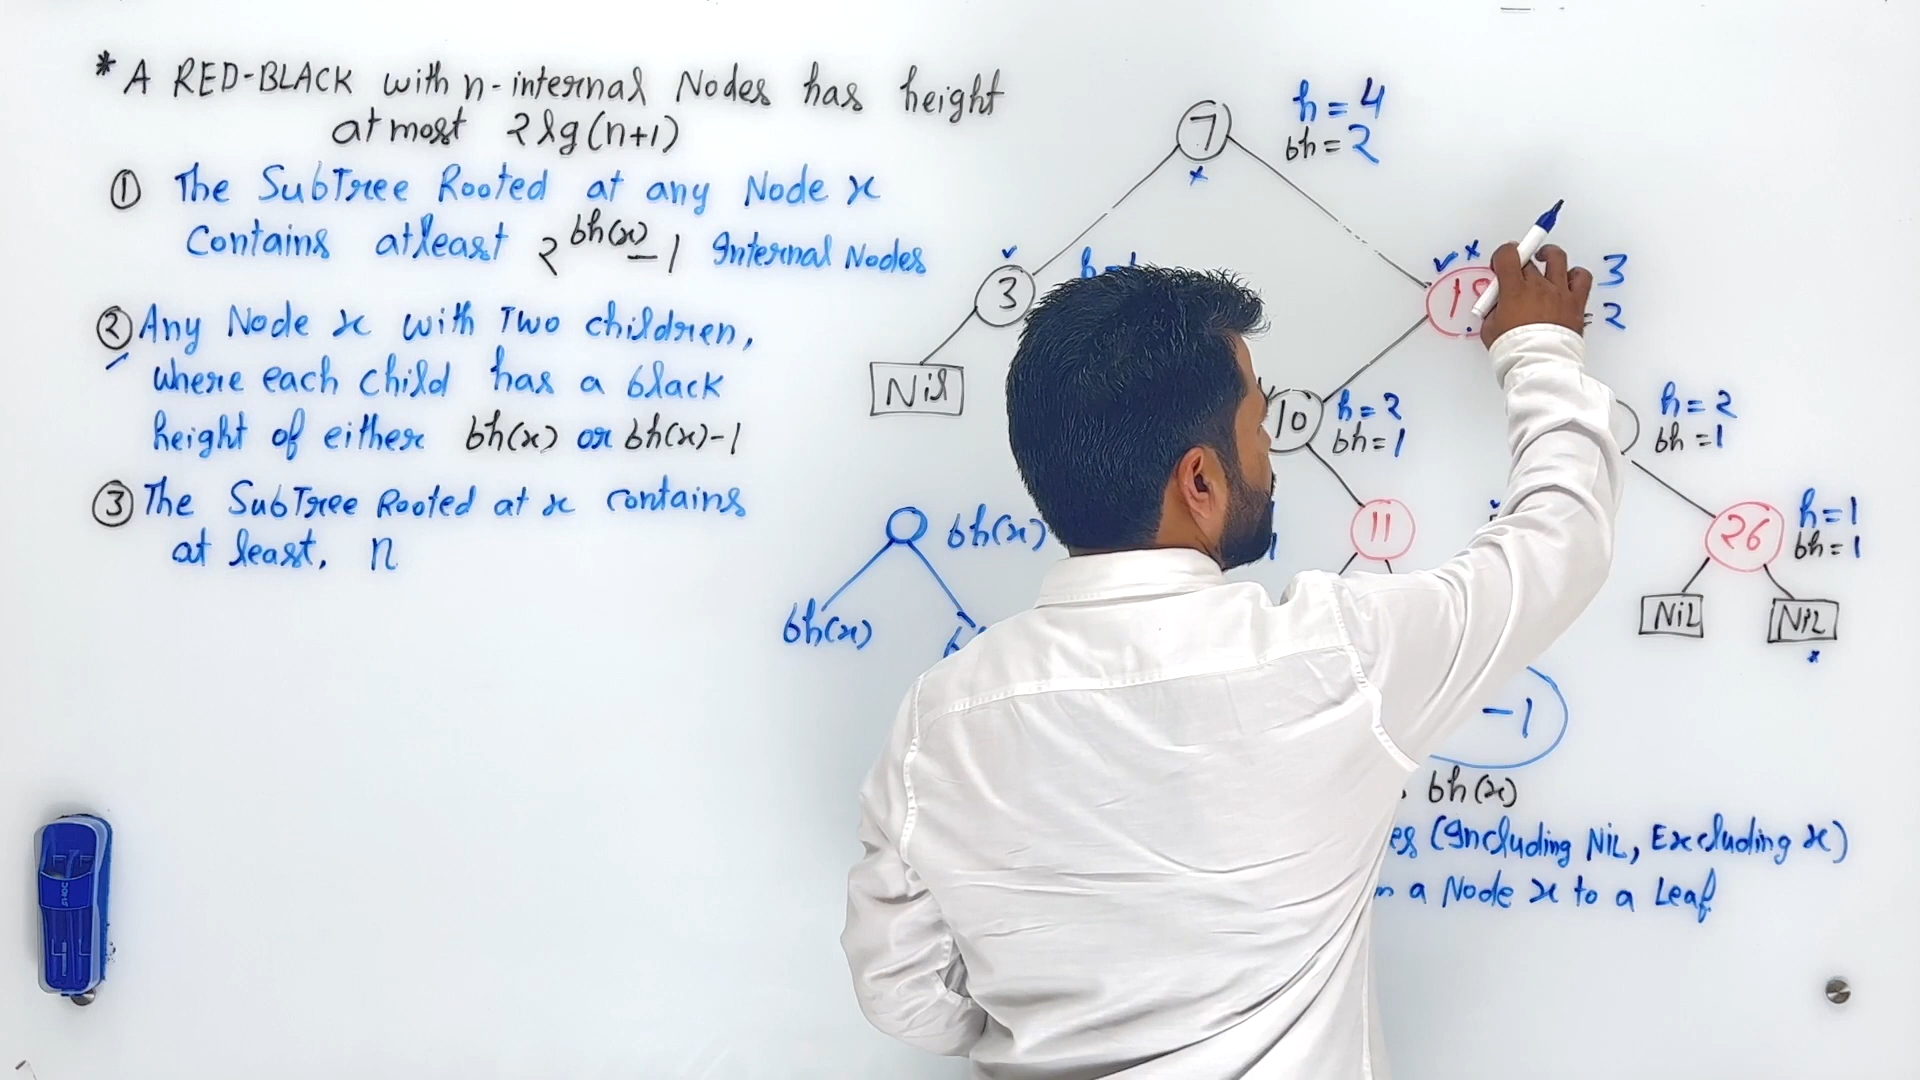 * A RED-BLACK with n-internal Nodes has height
at most 2lg(n+1)
① The SubTree Rooted at any Node x
Contains atleast 2^bh(x) - 1 Internal Nodes
② Any Node x with Two children,
where each child has a black
height of either bh(x) or bh(x)-1
③ The SubTree Rooted at x contains
at least, n
7
h = 4
bh = 2
3
3
= 2
Nil
10
h = 2
bh = 1
h = 2
bh = 1
11
26
h = 1
bh = 1
NiL
NiL
bh(x)
bh(x)
-1
bh(x)
(Including NiL, Excluding x)
a Node x to a Leaf